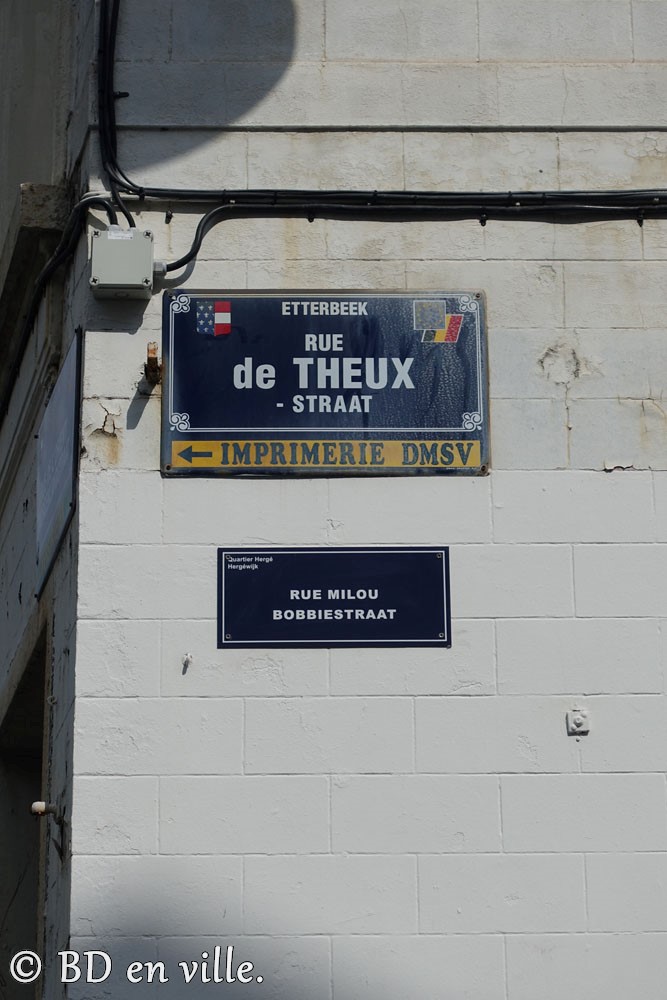 ETTERBEEK
RUE
de THEUX
- STRAAT
← IMPRIMERIE DMSV
Quartier Hergé
Hergéwijk
RUE MILOU
BOBBIESTRAAT
© BD en ville.